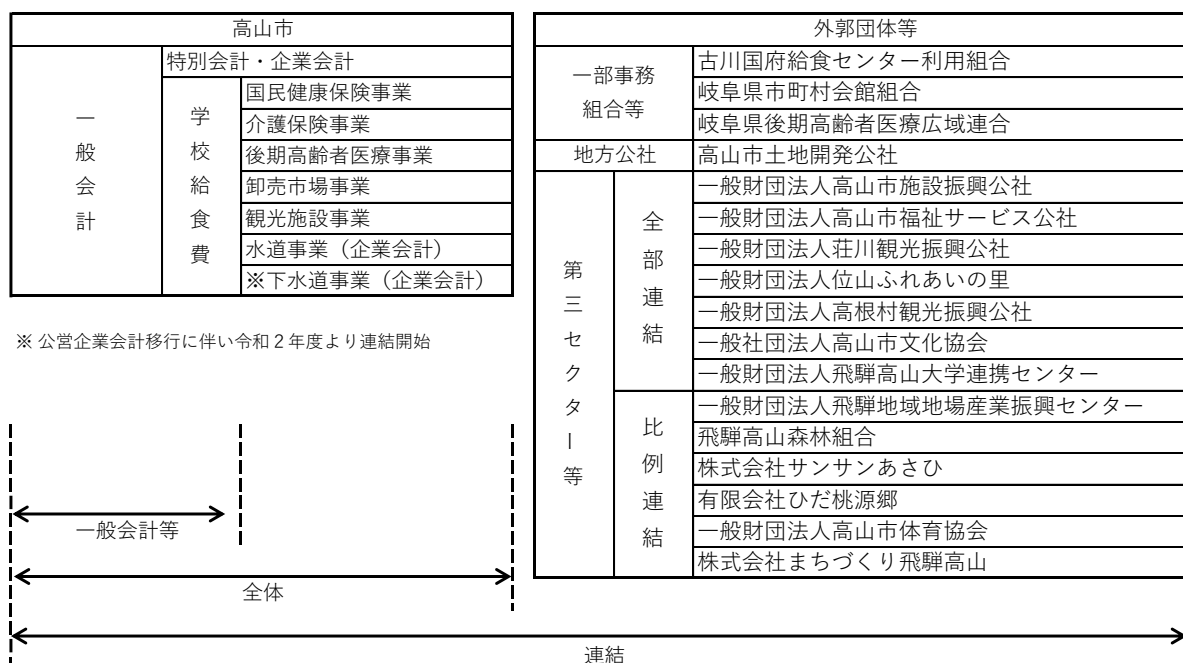 高山市
特別会計・企業会計
一般会計
学校給食費
国民健康保険事業
介護保険事業
後期高齢者医療事業
卸売市場事業
観光施設事業
水道事業（企業会計）
※下水道事業（企業会計）
※ 公営企業会計移行に伴い令和２年度より連結開始
外郭団体等
一部事務
組合等
古川国府給食センター利用組合
岐阜県市町村会館組合
岐阜県後期高齢者医療広域連合
地方公社
高山市土地開発公社
第三セクター等
全部連結
一般財団法人高山市施設振興公社
一般財団法人高山市福祉サービス公社
一般財団法人荘川観光振興公社
一般財団法人位山ふれあいの里
一般財団法人高根村観光振興公社
一般社団法人高山市文化協会
一般財団法人飛騨高山大学連携センター
比例連結
一般財団法人飛騨地域地場産業振興センター
飛騨高山森林組合
株式会社サンサンあさひ
有限会社ひだ桃源郷
一般財団法人高山市体育協会
株式会社まちづくり飛騨高山
一般会計等
全体
連結